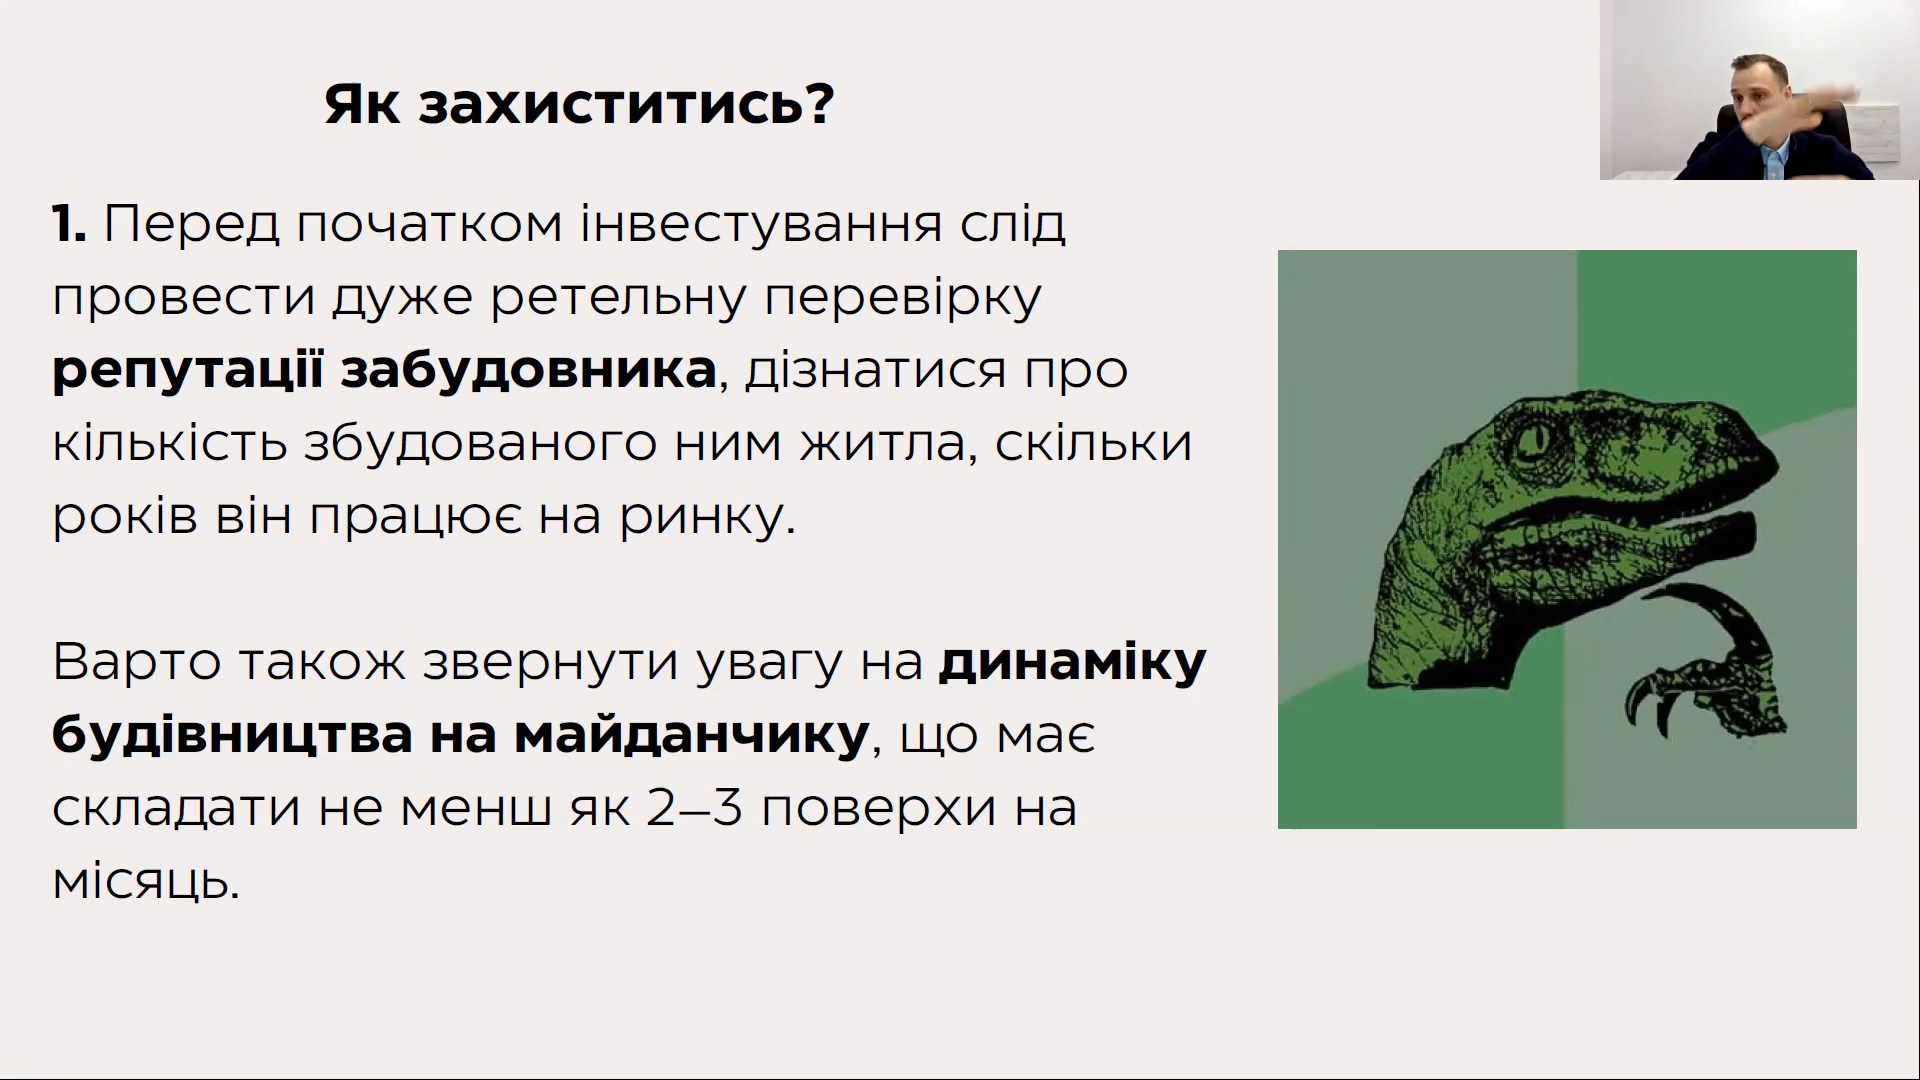 Як захиститись?
1. Перед початком інвестування слід
провести дуже ретельну перевірку
репутації забудовника, дізнатися про
кількість збудованого ним житла, скільки
років він працює на ринку.
Варто також звернути увагу на динаміку
будівництва на майданчику, що має
складати не менш як 2–3 поверхи на
місяць.